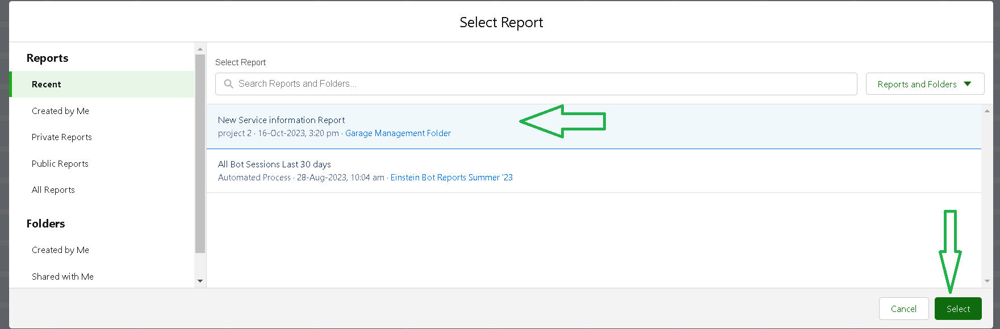 Select Report
Reports
Recent
Created by Me
Private Reports
Public Reports
All Reports
Folders
Created by Me
Shared with Me
Select Report
Search Reports and Folders...
Reports and Folders
New Service information Report
project 2 · 16-Oct-2023, 3:20 pm · Garage Management Folder
All Bot Sessions Last 30 days
Automated Process · 28-Aug-2023, 10:04 am · Einstein Bot Reports Summer '23
Cancel
Select